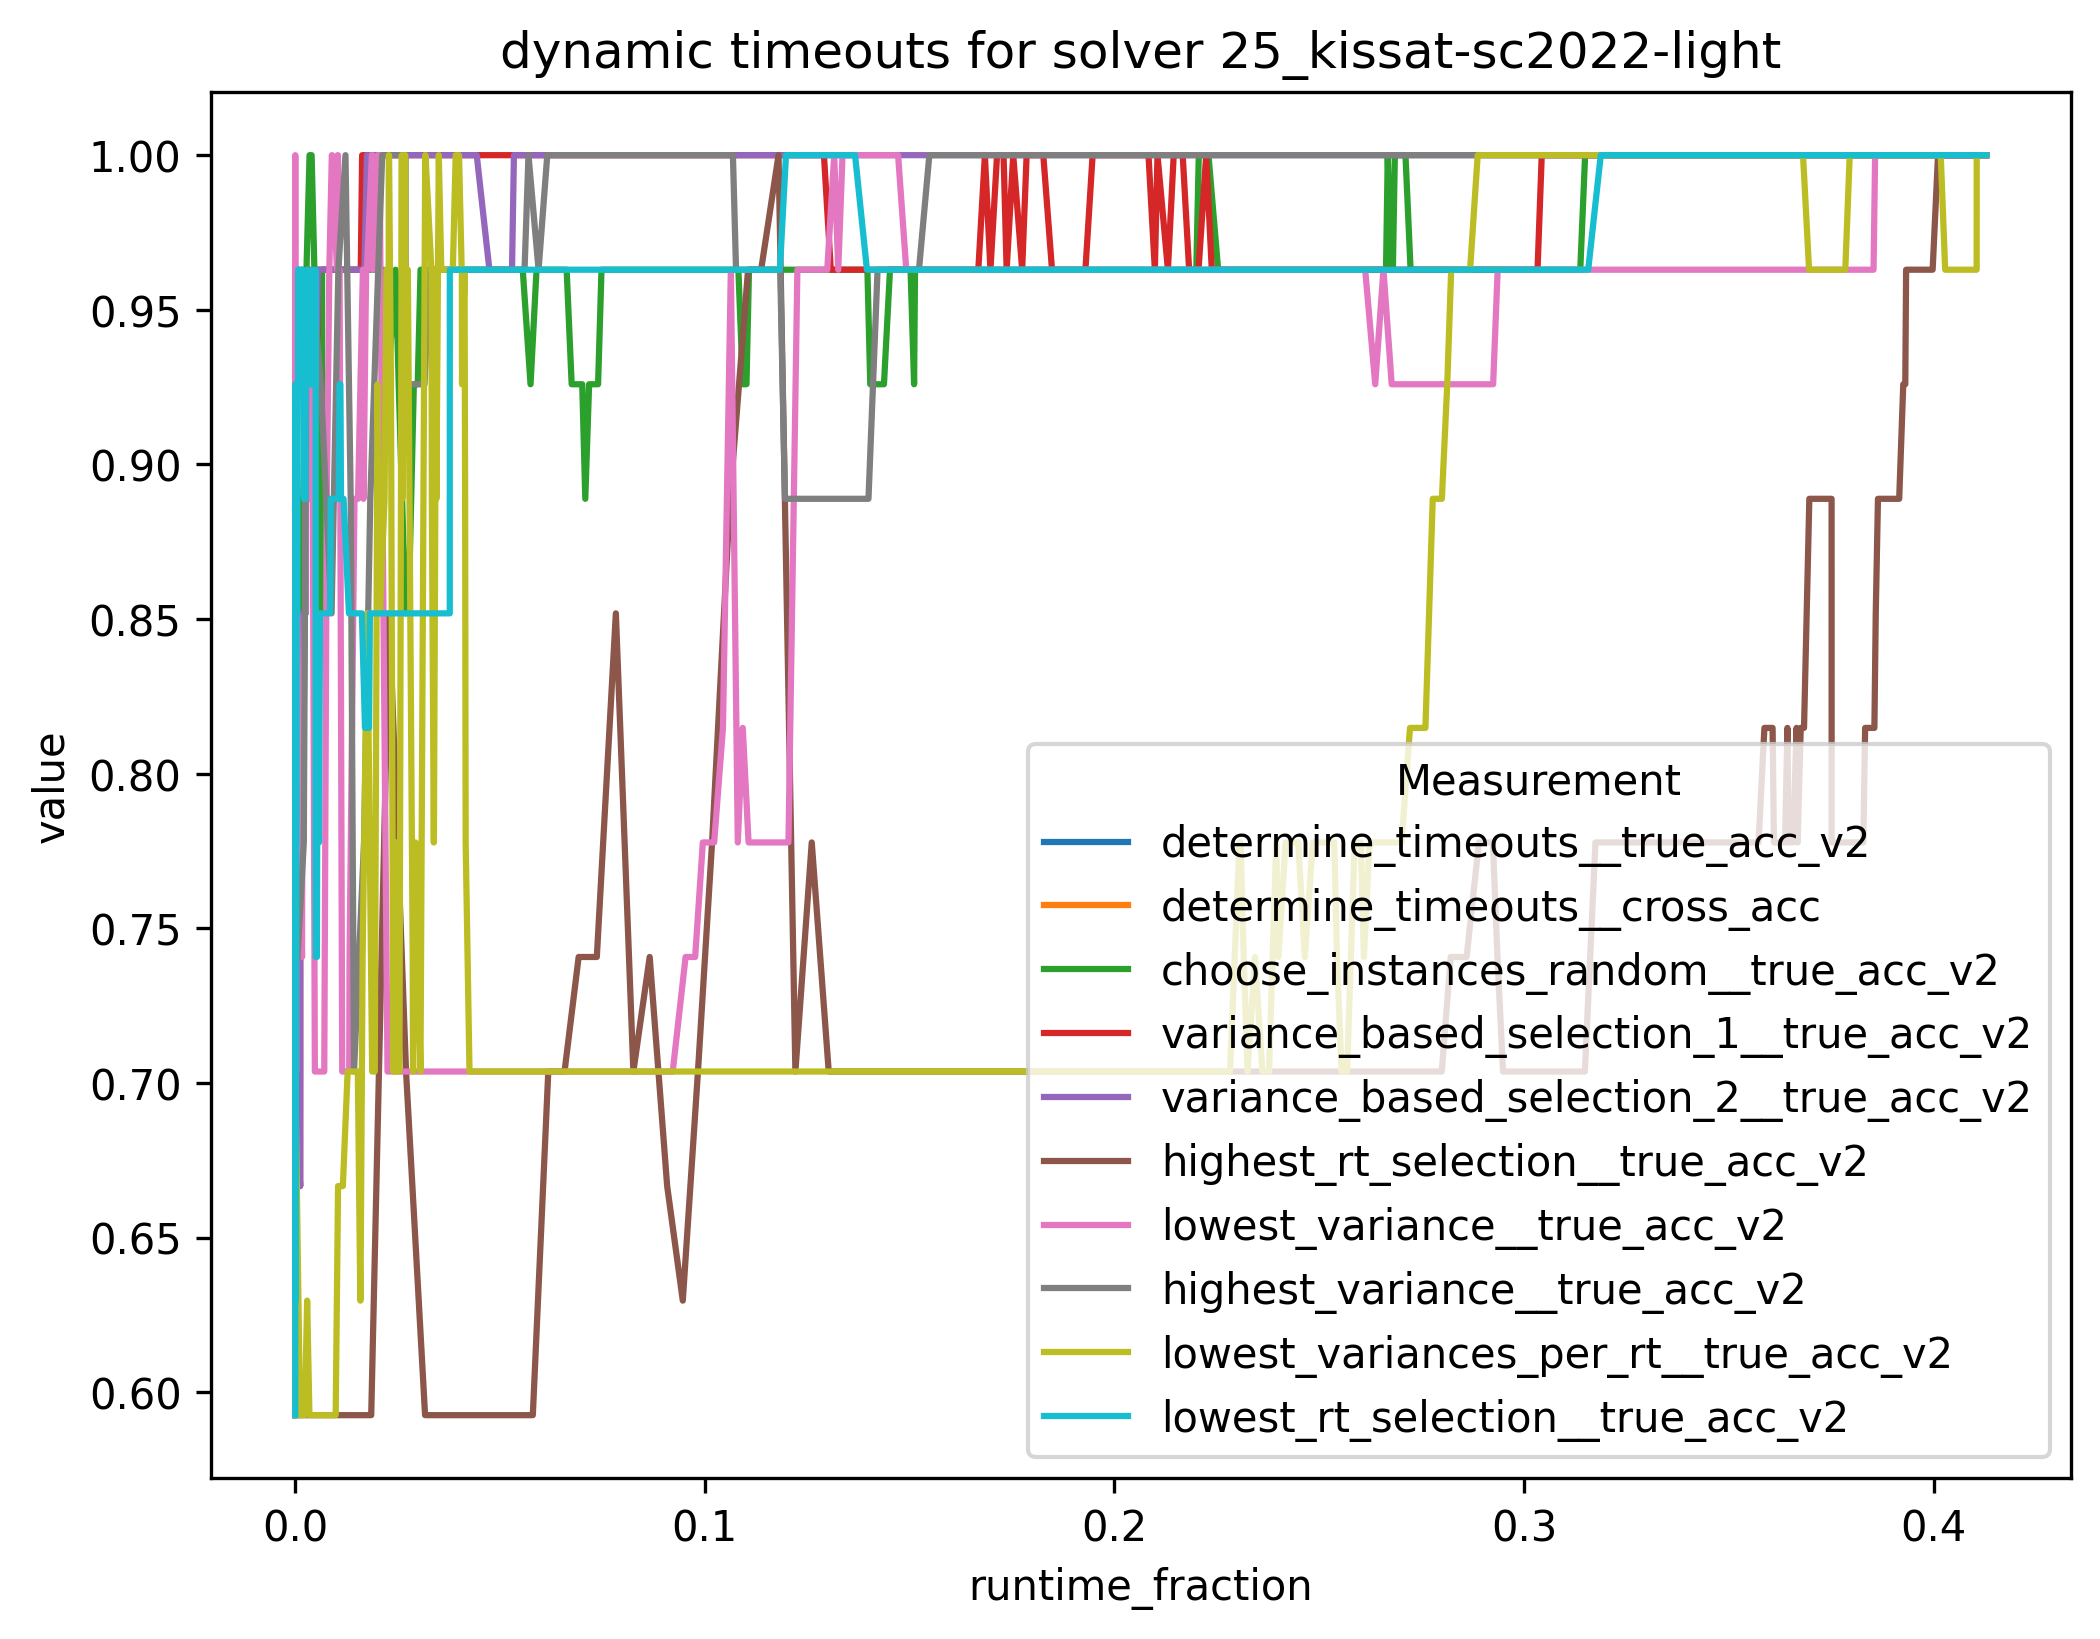 dynamic timeouts for solver 25_kissat-sc2022-light
value
1.00
0.95
0.90
0.85
0.80
0.75
0.70
0.65
0.60
Measurement
determine_timeouts__true_acc_v2
determine_timeouts__cross_acc
choose_instances_random__true_acc_v2
variance_based_selection_1__true_acc_v2
variance_based_selection_2__true_acc_v2
highest_rt_selection__true_acc_v2
lowest_variance__true_acc_v2
highest_variance__true_acc_v2
lowest_variances_per_rt__true_acc_v2
lowest_rt_selection__true_acc_v2
0.0 0.1 0.2 0.3 0.4
runtime_fraction